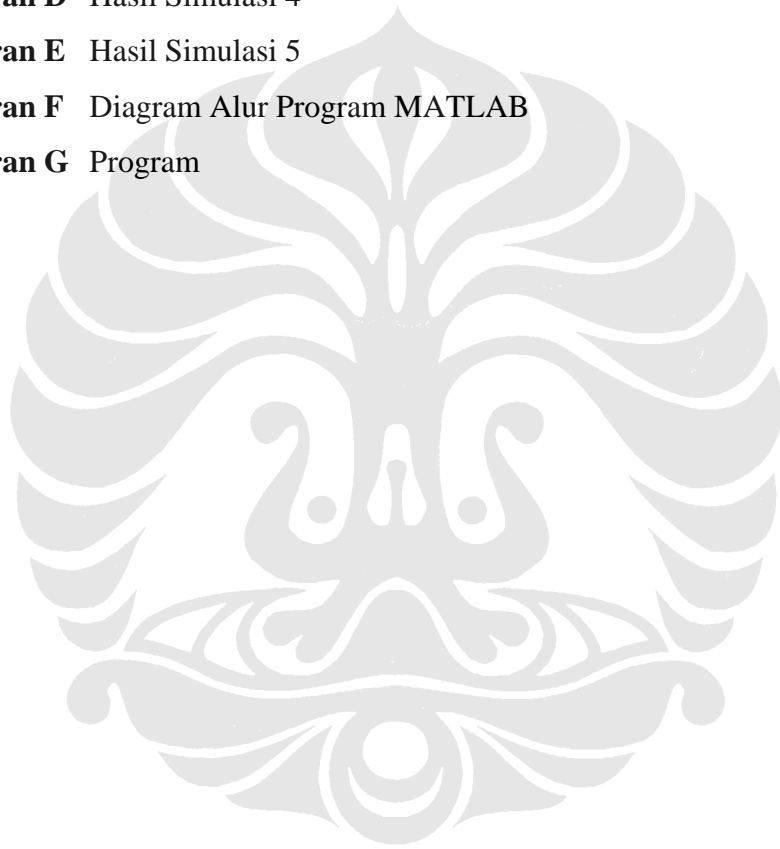 ran D Hasil Simulasi 4
ran E Hasil Simulasi 5
ran F Diagram Alur Program MATLAB
ran G Program